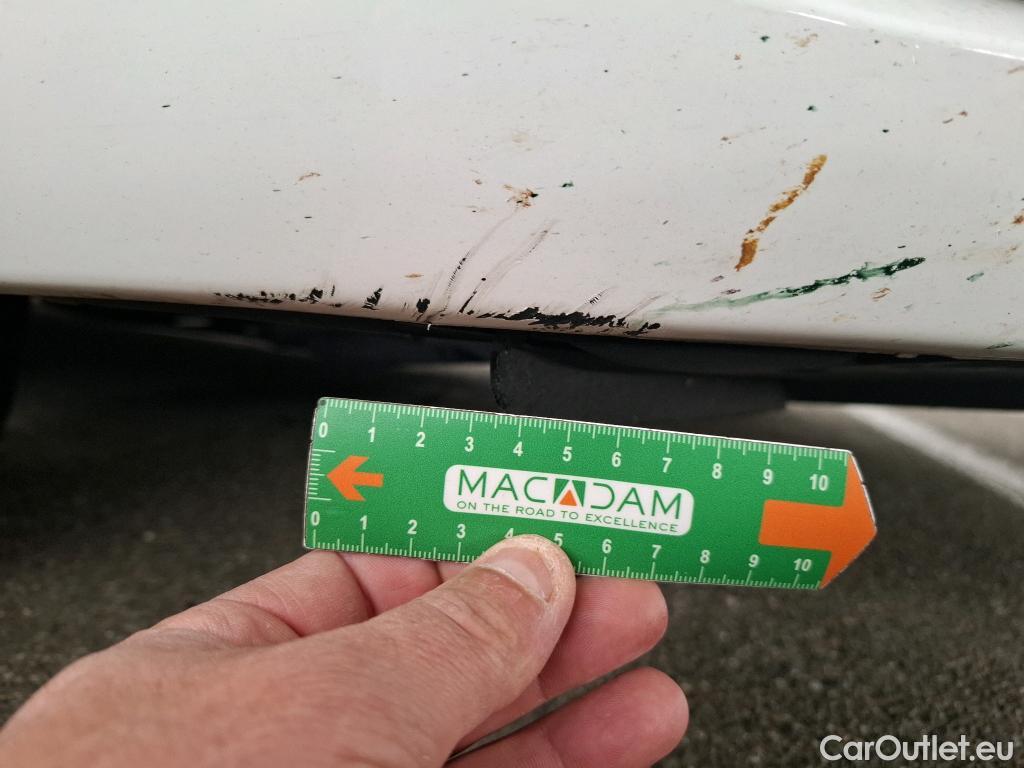 0 1 2 3 4 5 6 7 8 9 10
MACADAM
ON THE ROAD TO EXCELLENCE
0 1 2 3 4 5 6 7 8 9 10
CarOutlet.eu